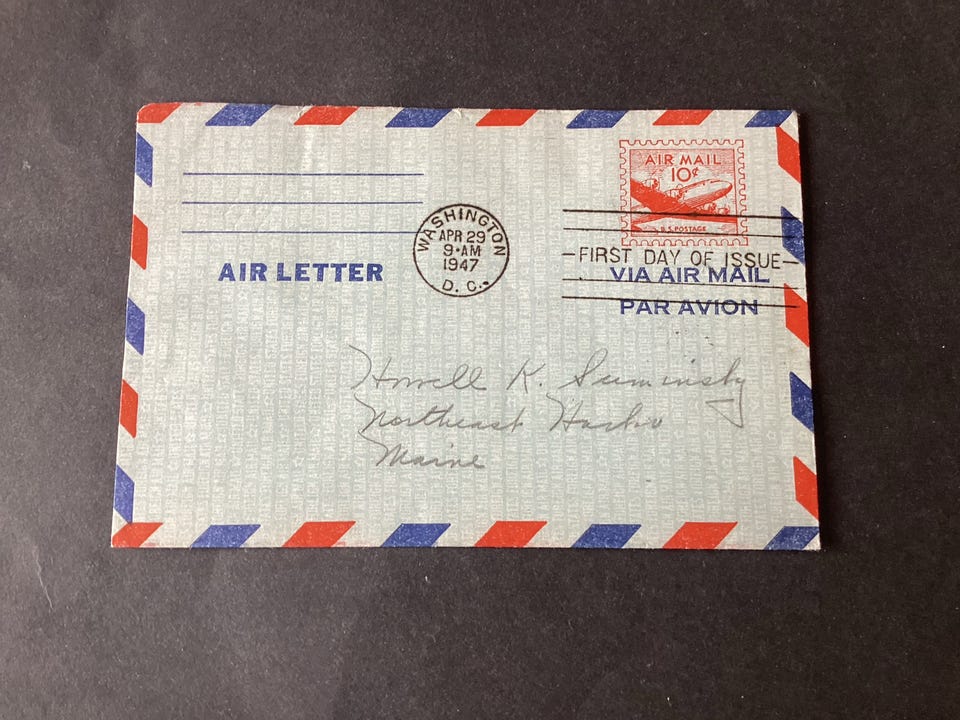 AIR MAIL
10¢
U.S. POSTAGE
WASHINGTON
APR 29
9-AM
1947
D. C.
FIRST DAY OF ISSUE
AIR LETTER
VIA AIR MAIL
PAR AVION
Howell K.
Northeast Harbor
Maine